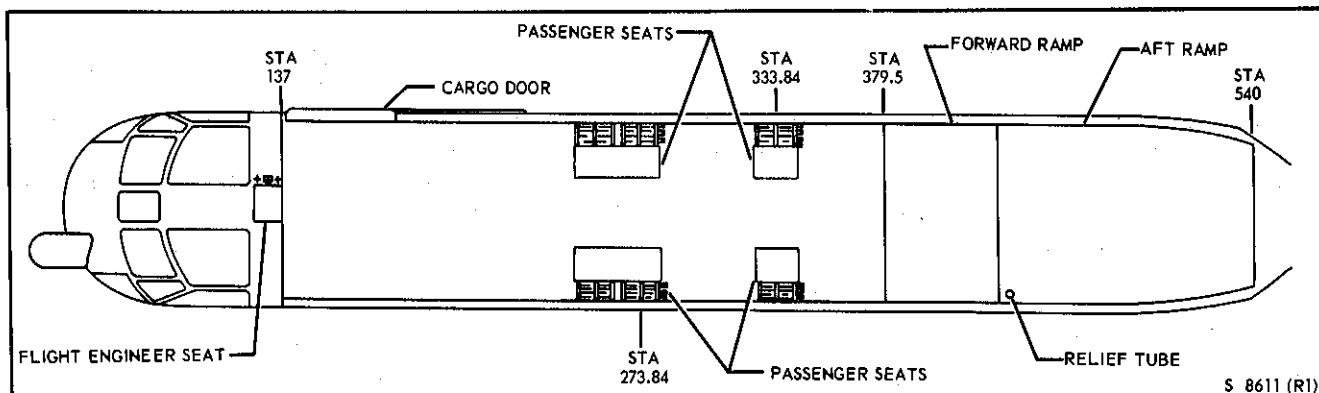 PASSENGER SEATS
FORWARD RAMP
AFT RAMP
STA
137
CARGO DOOR
STA
333.84
STA
379.5
STA
540
FLIGHT ENGINEER SEAT
STA
273.84
PASSENGER SEATS
RELIEF TUBE
S 8611 (R1)